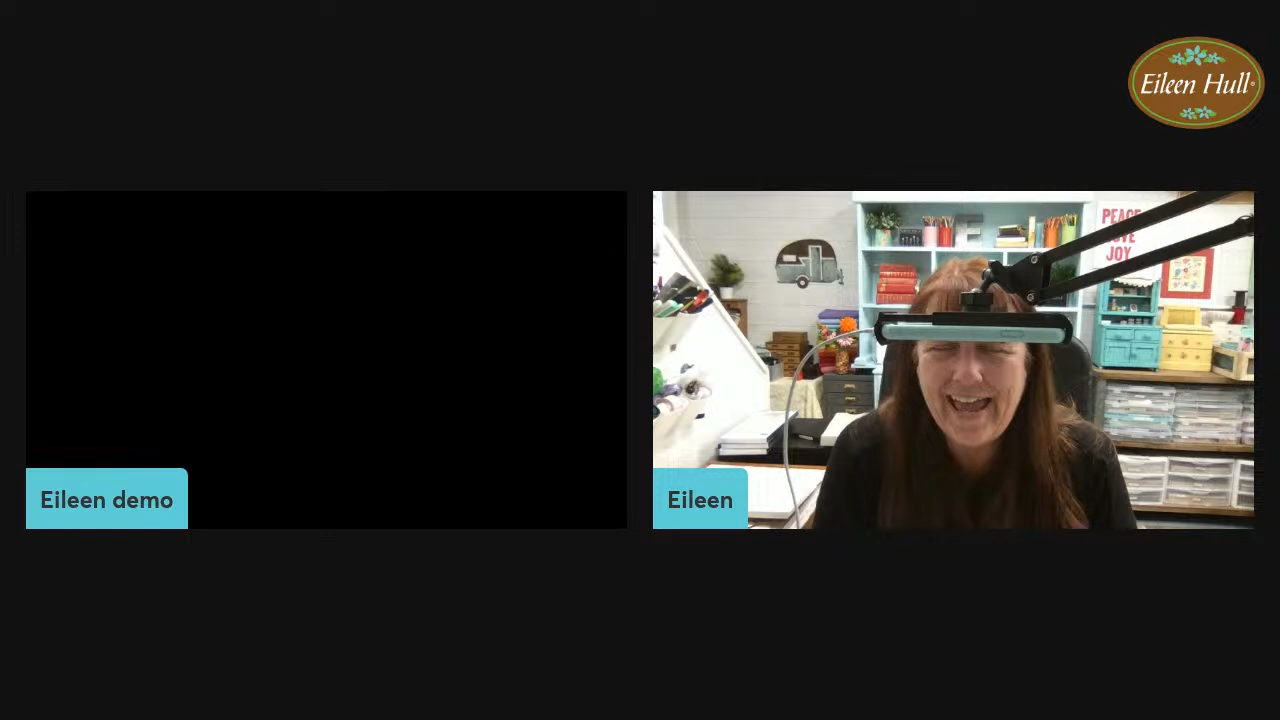 Eileen Hull®
PEACE
LOVE
JOY
E
Eileen demo
Eileen